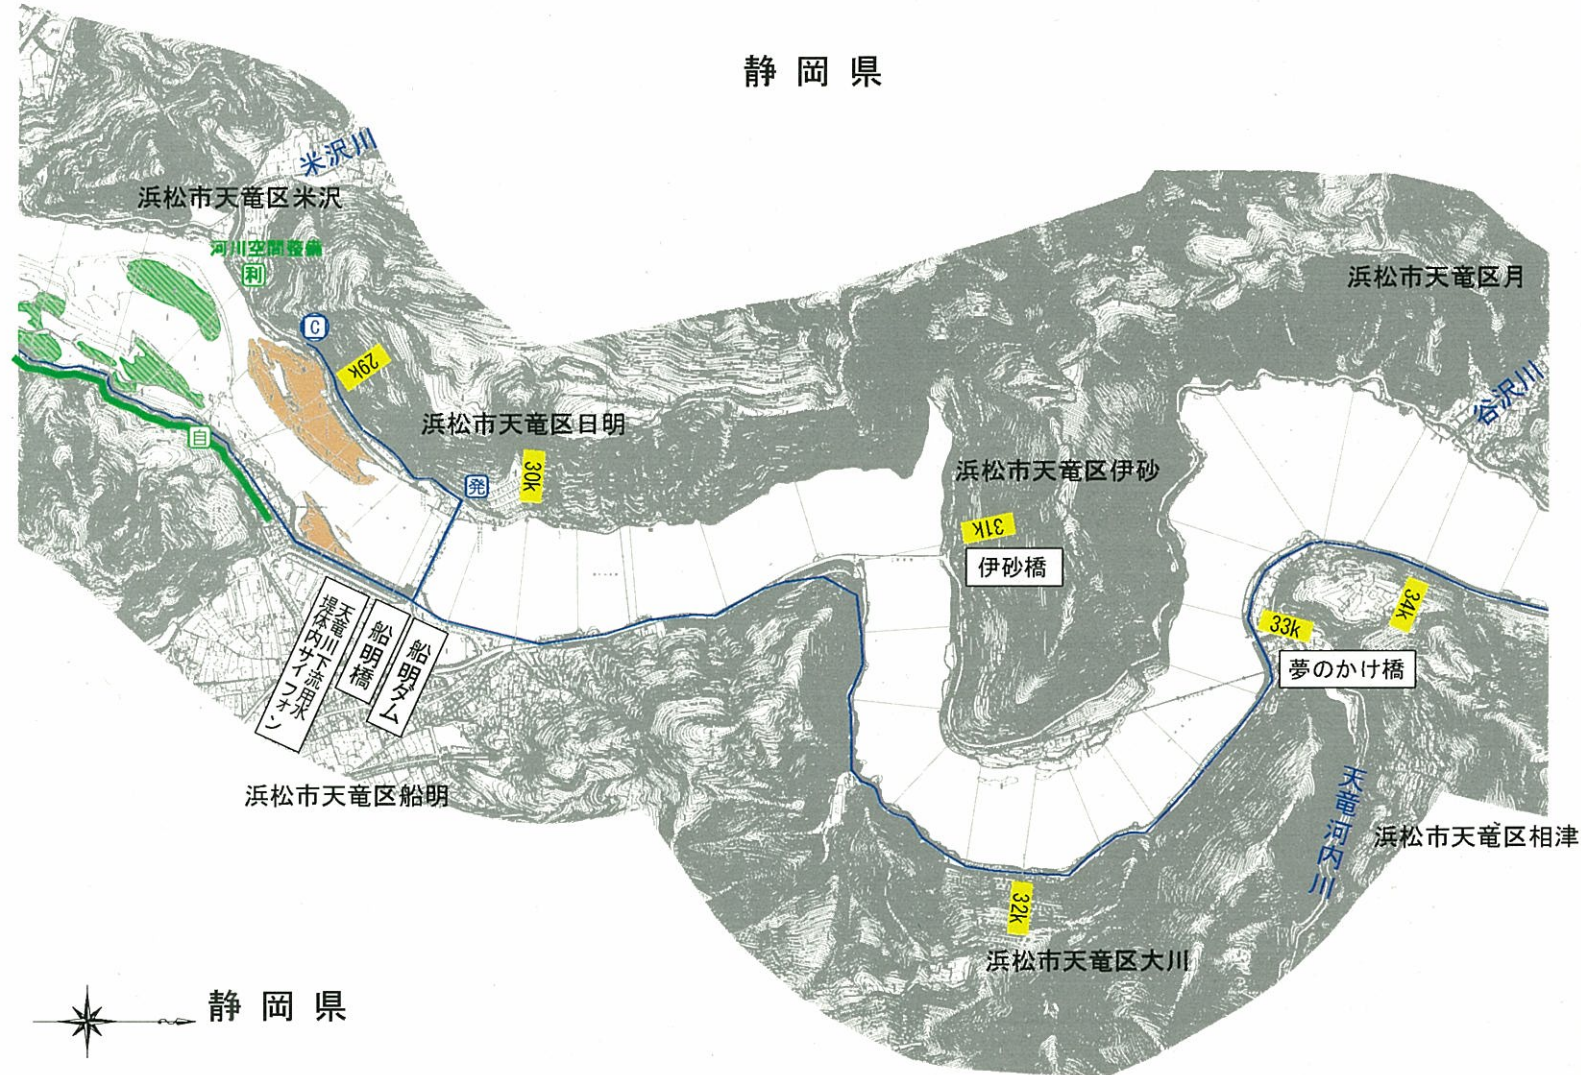 静岡県
米沢川
浜松市天竜区米沢
河川空間整備
利
C
29k
浜松市天竜区日明
30k
発
自
浜松市天竜区月
谷沢川
浜松市天竜区伊砂
31k
伊砂橋
34k
33k
夢のかけ橋
船明ダム
船明橋
天竜川下流用水
堤体内サイフォン
浜松市天竜区船明
天竜河内川
浜松市天竜区相津
32k
浜松市天竜区大川
静岡県